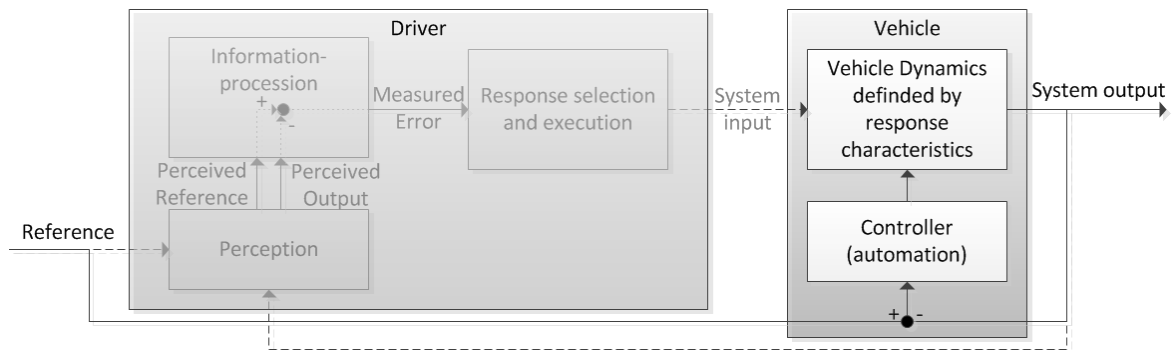 Driver
Vehicle
Information-
procession
+
-
Measured
Error
Response selection
and execution
System
input
Vehicle Dynamics
definded by
response
characteristics
System output
Perceived
Reference
Perceived
Output
Reference
Perception
Controller
(automation)
+ -